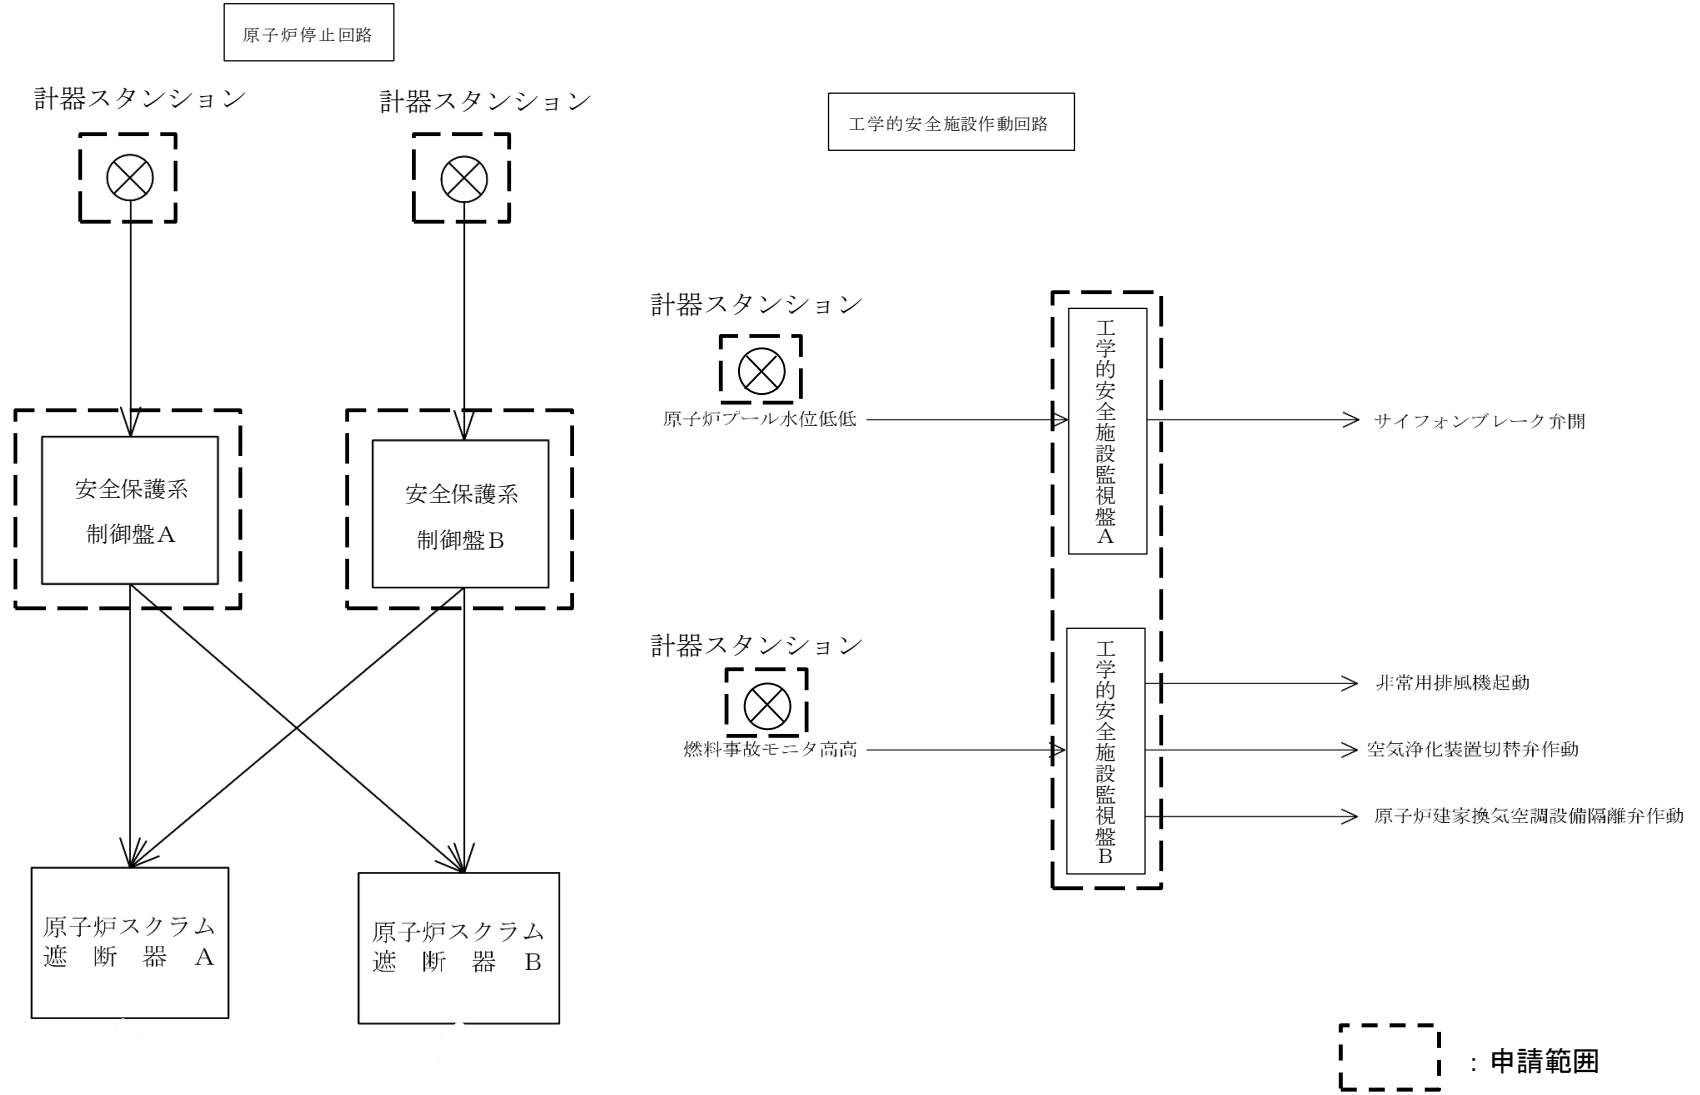 原子炉停止回路
計器スタンション
計器スタンション
安全保護系
制御盤A
安全保護系
制御盤B
原子炉スクラム
遮断器A
原子炉スクラム
遮断器B
工学的安全施設作動回路
計器スタンション
原子炉プール水位低低
工学的安全施設監視盤A
サイフォンブレーク弁開
計器スタンション
燃料事故モニタ高高
工学的安全施設監視盤B
非常用排風機起動
空気浄化装置切替弁作動
原子炉建家換気空調設備隔離弁作動
：申請範囲